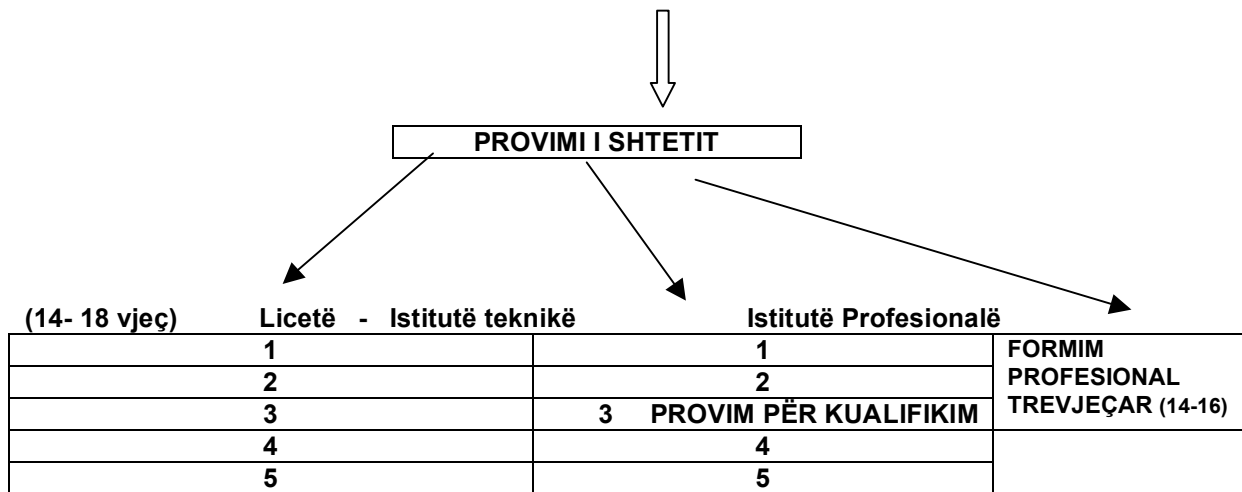 PROVIMI I SHTETIT
(14- 18 vjeç) Licetë - Istitutë teknikë Istitutë Profesionalë
1 1 FORMIM
2 2 PROFESIONAL
3 3 PROVIM PËR KUALIFIKIM TREVJEÇAR (14-16)
4 4
5 5